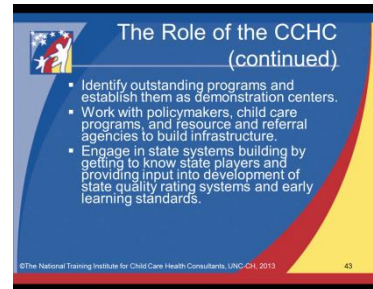 The Role of the CCHC
(continued)
▪ Identify outstanding programs and
establish them as demonstration centers.
▪ Work with policymakers, child care
programs, and resource and referral
agencies to build infrastructure.
▪ Engage in state systems building by
getting to know state players and
providing input into development of
state quality rating systems and early
learning standards.
©The National Training Institute for Child Care Health Consultants, UNC-CH, 2013
43